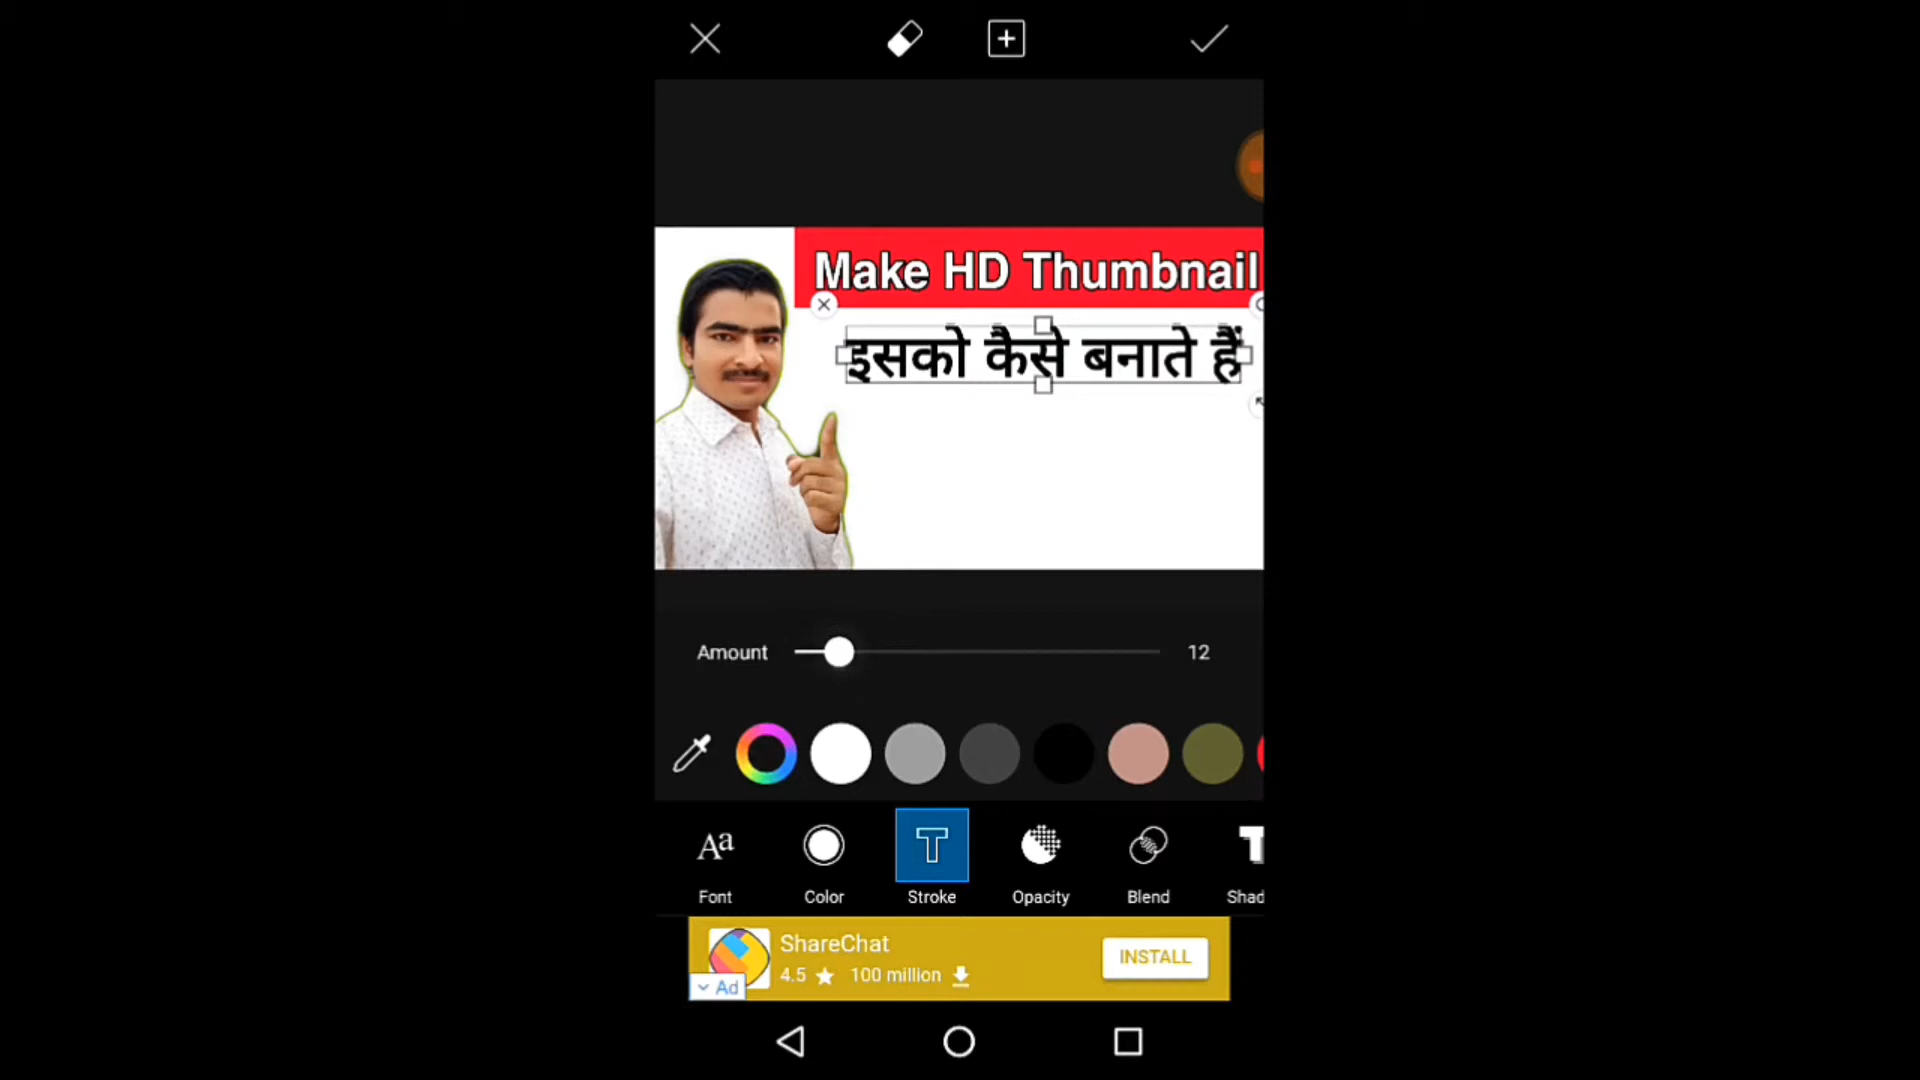 Make HD Thumbnail
इसको कैसे बनाते हैं
Amount 12
Font Color Stroke Opacity Blend Shad
ShareChat
4.5 100 million
INSTALL
Ad